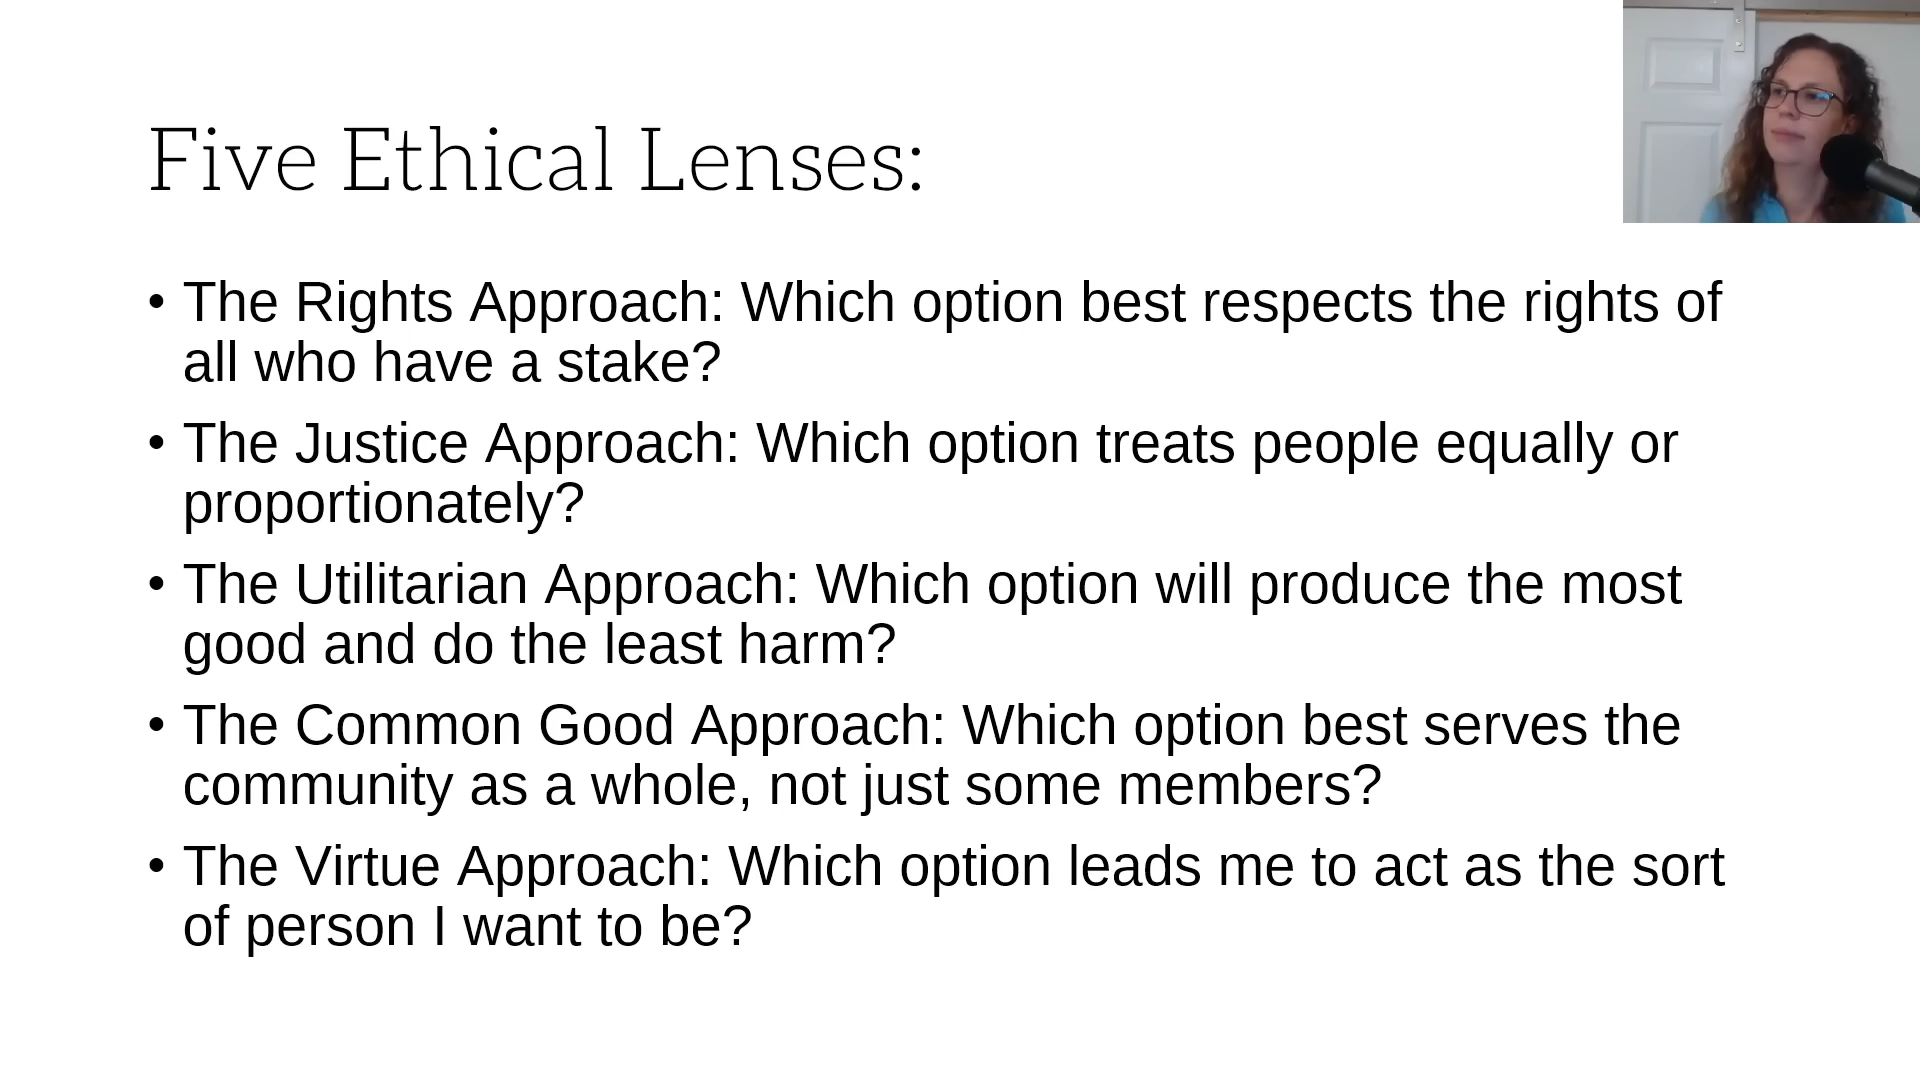 Five Ethical Lenses:
• The Rights Approach: Which option best respects the rights of
all who have a stake?
• The Justice Approach: Which option treats people equally or
proportionately?
• The Utilitarian Approach: Which option will produce the most
good and do the least harm?
• The Common Good Approach: Which option best serves the
community as a whole, not just some members?
• The Virtue Approach: Which option leads me to act as the sort
of person I want to be?